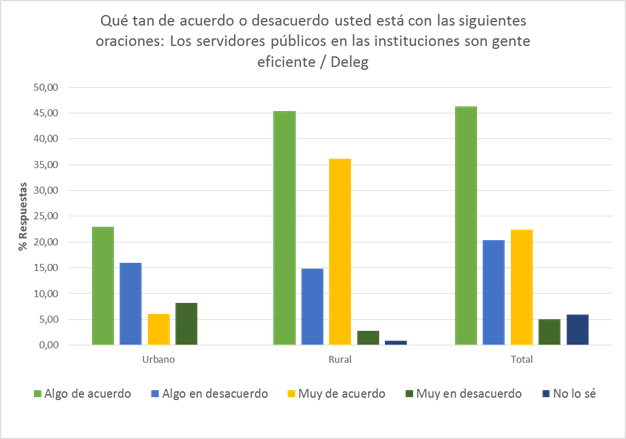 Qué tan de acuerdo o desacuerdo usted está con las siguientes
oraciones: Los servidores públicos en las instituciones son gente
eficiente / Deleg
50,00
45,00
40,00
35,00
30,00
25,00
20,00
15,00
10,00
5,00
0,00
% Respuestas
Urbano Rural Total
Algo de acuerdo Algo en desacuerdo Muy de acuerdo Muy en desacuerdo No lo sé